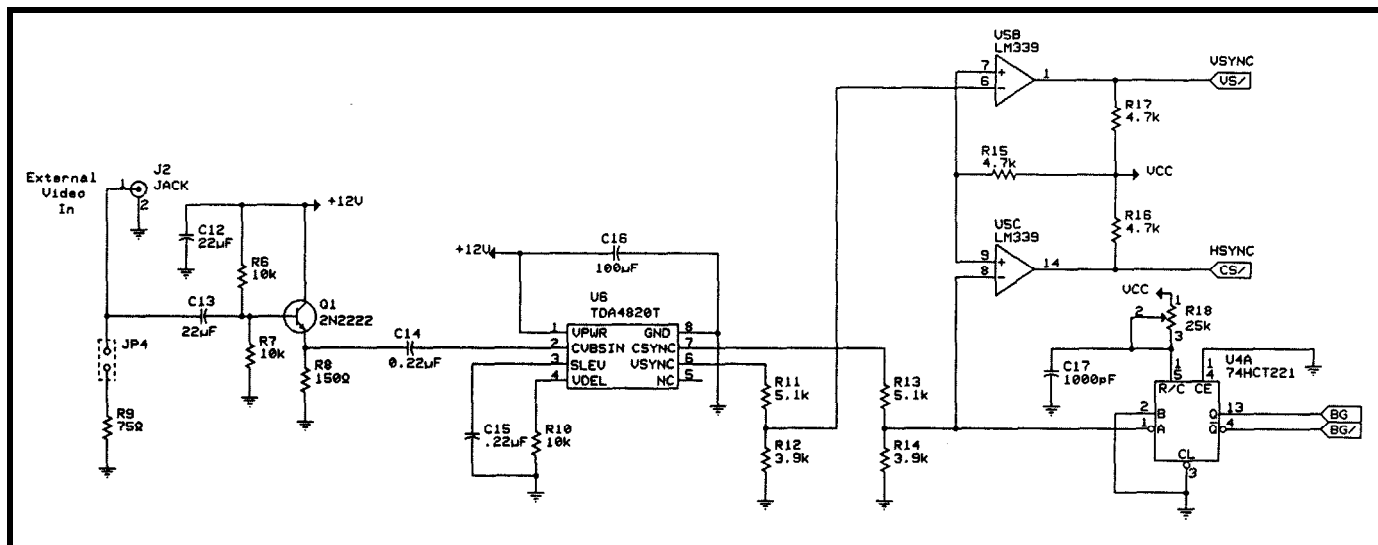 External
Video
In
1
2
J2
JACK
C12
22µF
R6
10k
+12V
C13
22µF
Q1
2N2222
R7
10k
R8
150Ω
JP4
R9
75Ω
C14
0.22µF
+12V
C16
100µF
U6
TDA4820T
1 VPWR GND 8
2 CVBSIN CSYNC 7
3 SLEV VSYNC 6
4 VDEL NC 5
C15
.22µF
R10
10k
R11
5.1k
R12
3.9k
R13
5.1k
R14
3.9k
U5B
LM339
7 +
6 -
1
VSYNC
VS/
R17
4.7k
R15
4.7k
VCC
R16
4.7k
U5C
LM339
9 +
8 -
14
HSYNC
CS/
VCC
1
2
3
R18
25k
C17
1000pF
U4A
74HCT221
1
5
1
4
R/C CE
2 B
1 A
Q 13
Q 4
CL
3
BG
BG/